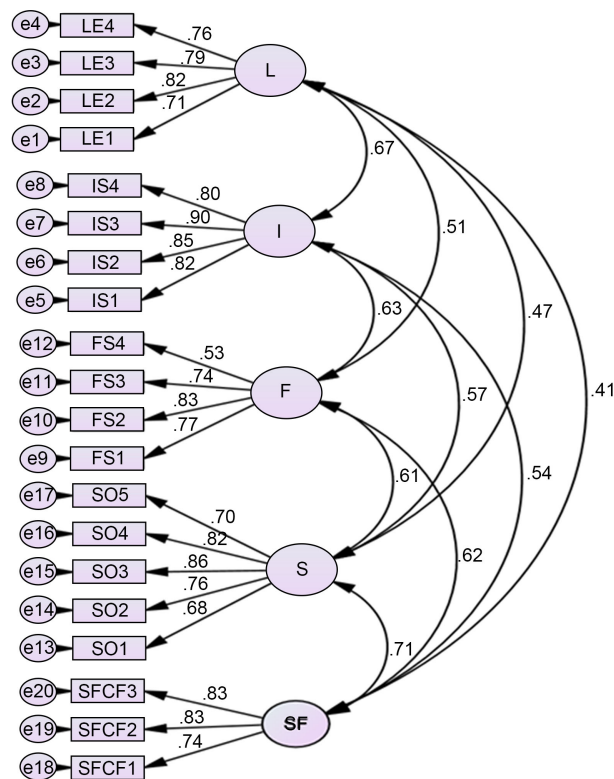 e4 LE4 .76
e3 LE3 .79
L
e2 LE2 .82
e1 LE1 .71
.67
e8 IS4 .80
e7 IS3 .90
I
.51
e6 IS2 .85
e5 IS1 .82
.63
.47
e12 FS4 .53
e11 FS3 .74
F
.57
.41
e10 FS2 .83
e9 FS1 .77
.61
.54
e17 SO5 .70
e16 SO4 .82
e15 SO3 .86
S
.62
e14 SO2 .76
e13 SO1 .68
.71
e20 SFCF3 .83
e19 SFCF2 .83
SF
e18 SFCF1 .74